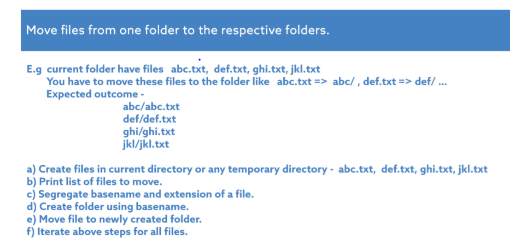 Move files from one folder to the respective folders.
E.g current folder have files abc.txt, def.txt, ghi.txt, jkl.txt
You have to move these files to the folder like abc.txt => abc/ , def.txt => def/ ...
Expected outcome -
abc/abc.txt
def/def.txt
ghi/ghi.txt
jkl/jkl.txt
a) Create files in current directory or any temporary directory - abc.txt, def.txt, ghi.txt, jkl.txt
b) Print list of files to move.
c) Segregate basename and extension of a file.
d) Create folder using basename.
e) Move file to newly created folder.
f) Iterate above steps for all files.